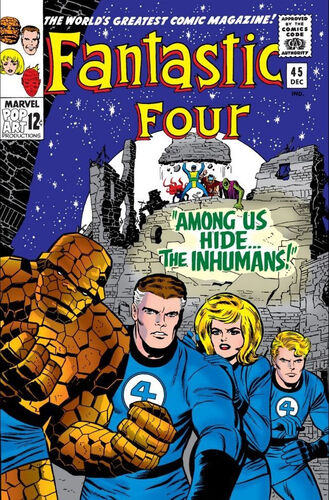 THE WORLD'S GREATEST COMIC MAGAZINE!
Fantastic
Four
APPROVED
BY THE
COMICS
CODE
AUTHORITY
45
DEC
IND.
MARVEL
POP
ART
PRODUCTIONS
12¢
"AMONG US
HIDE...
THE INHUMANS!"
4
4
4